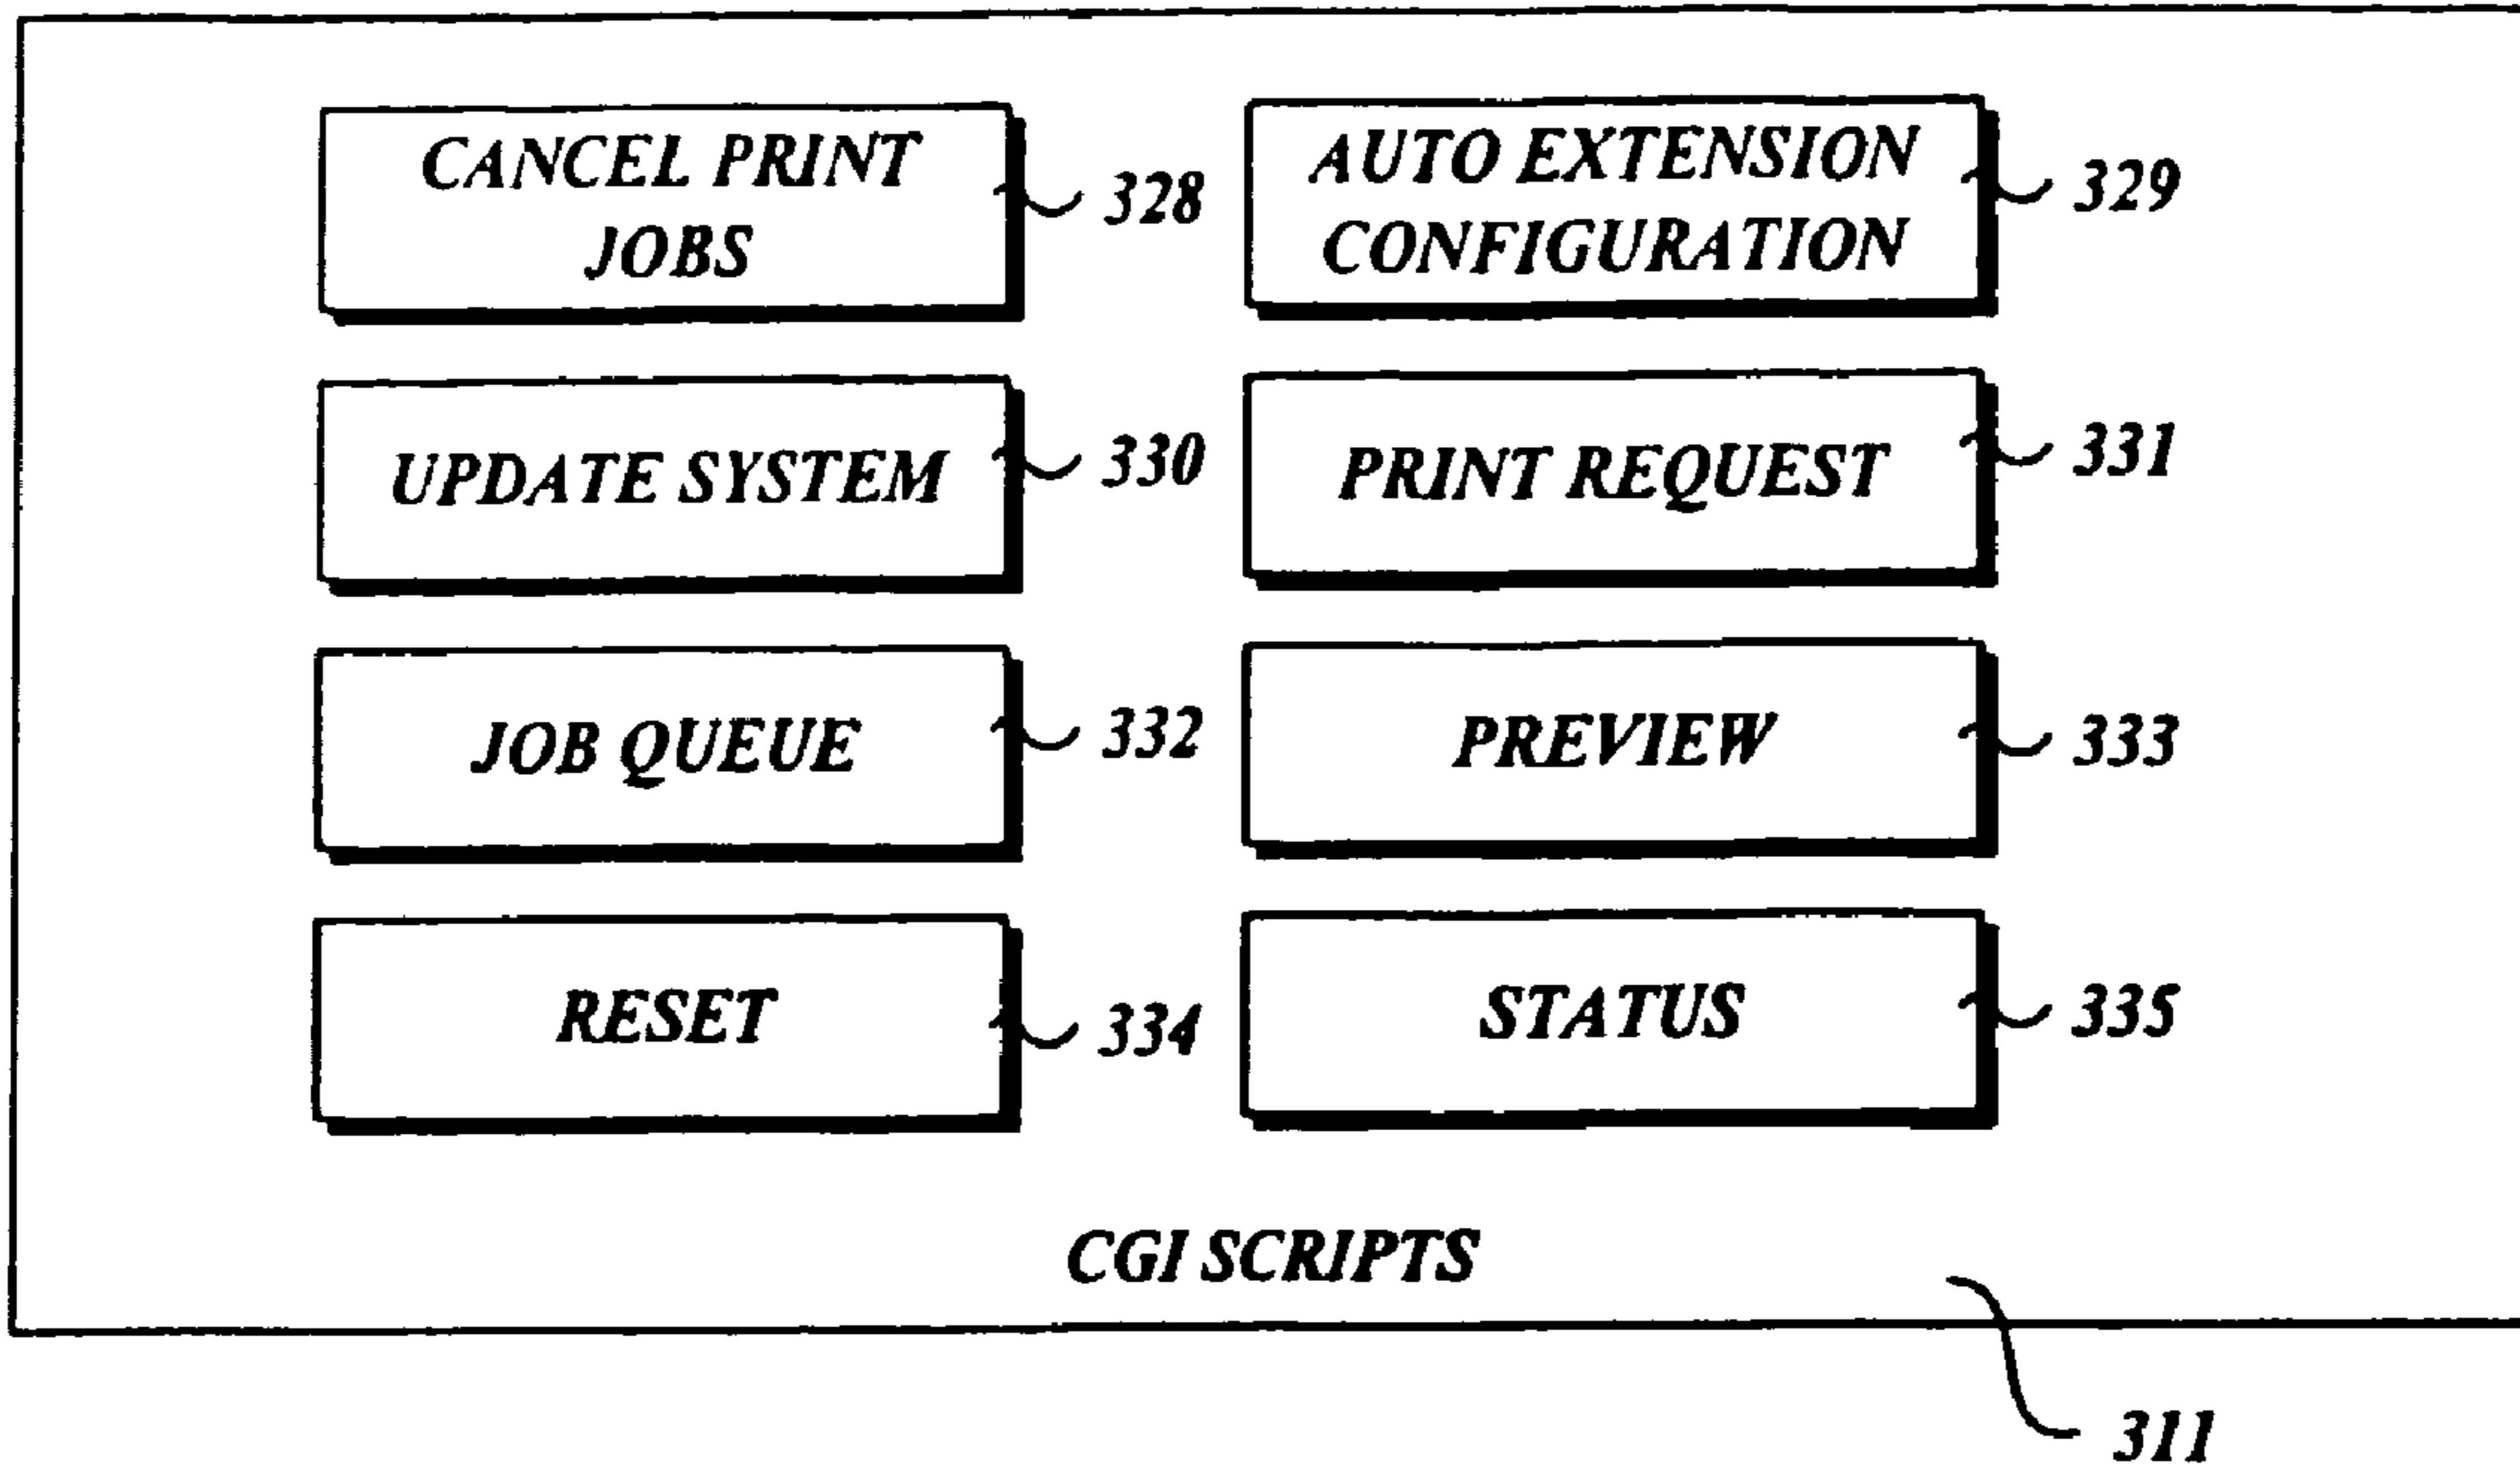 CANCEL PRINT
JOBS
328
AUTO EXTENSION
CONFIGURATION
329
UPDATE SYSTEM
330
PRINT REQUEST
331
JOB QUEUE
332
PREVIEW
333
RESET
334
STATUS
335
CGI SCRIPTS
311